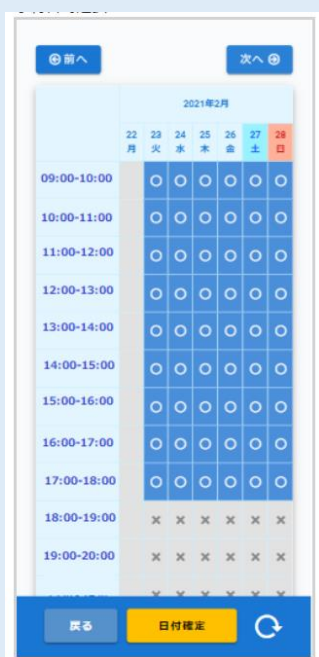 前へ 次へ
2021年2月
22 23 24 25 26 27 28
月 火 水 木 金 土 日
09:00-10:00 ○ ○ ○ ○ ○ ○
10:00-11:00 ○ ○ ○ ○ ○ ○
11:00-12:00 ○ ○ ○ ○ ○ ○
12:00-13:00 ○ ○ ○ ○ ○ ○
13:00-14:00 ○ ○ ○ ○ ○ ○
14:00-15:00 ○ ○ ○ ○ ○ ○
15:00-16:00 ○ ○ ○ ○ ○ ○
16:00-17:00 ○ ○ ○ ○ ○ ○
17:00-18:00 ○ ○ ○ ○ ○ ○
18:00-19:00 × × × × × ×
19:00-20:00 × × × × × ×
× × × × × ×
戻る 日付確定